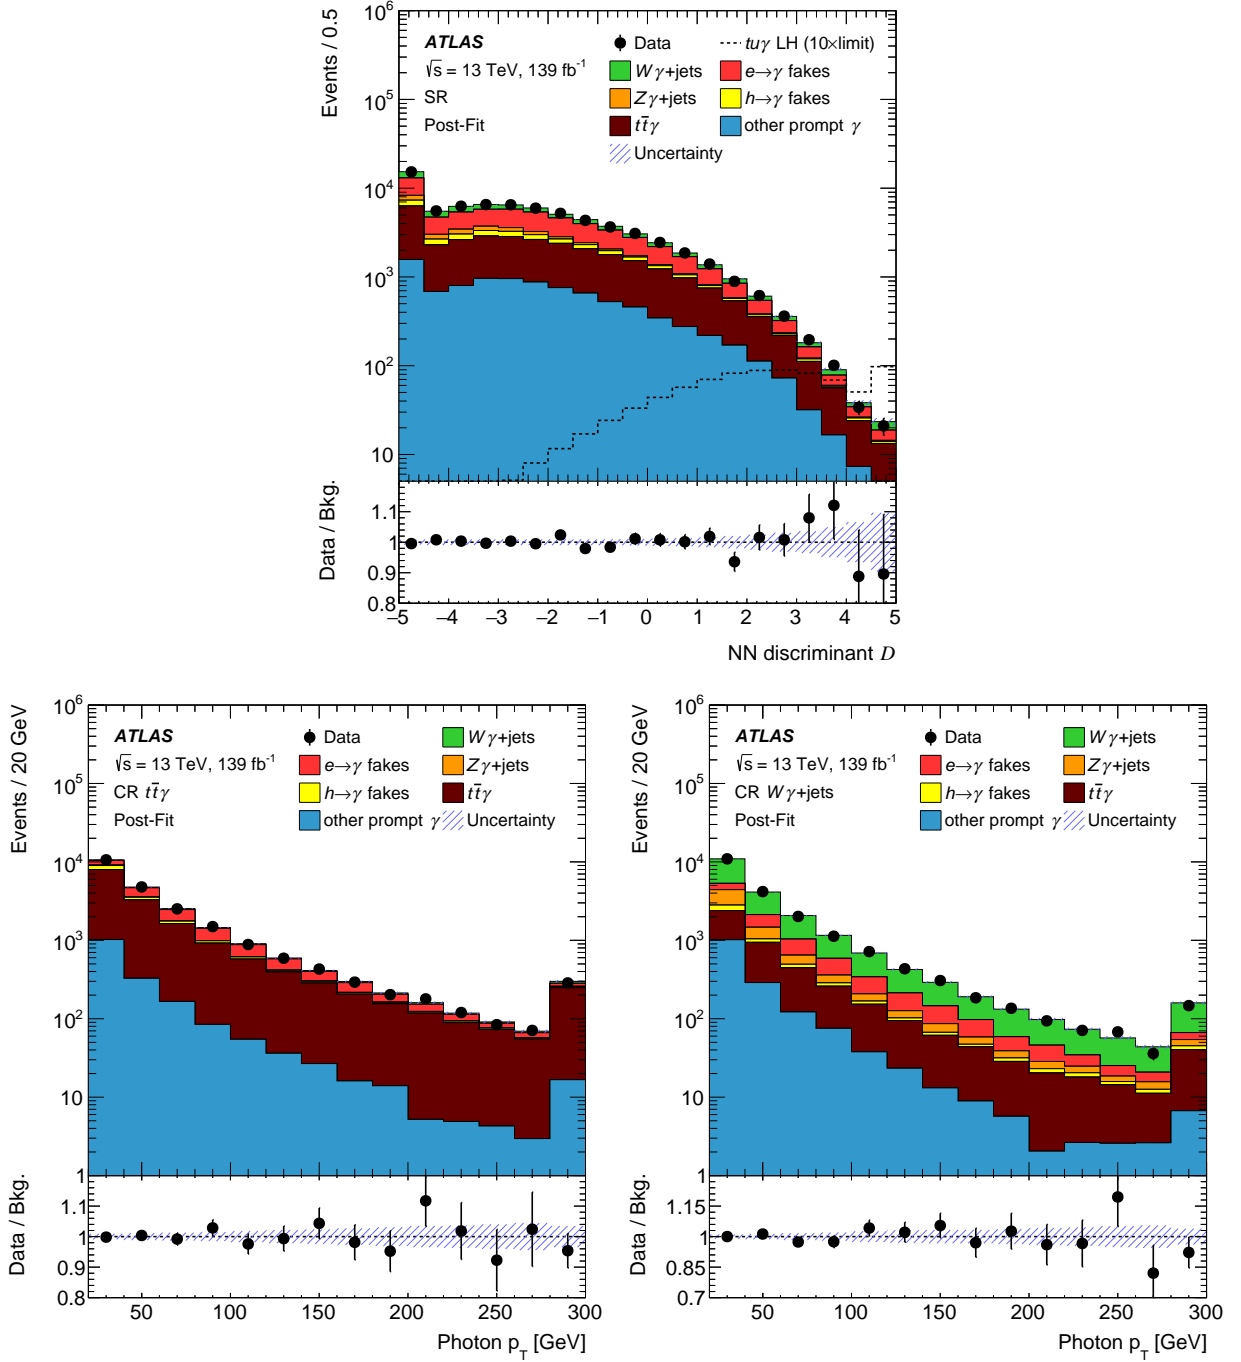 Events / 0.5
10^6
10^5
10^4
10^3
10^2
10
ATLAS
√s = 13 TeV, 139 fb^-1
SR
Post-Fit
Data
tuγ LH (10×limit)
Wγ+jets
e→γ fakes
Zγ+jets
h→γ fakes
tt̄γ
other prompt γ
Uncertainty
Data / Bkg.
1.1
1
0.9
0.8
−5 −4 −3 −2 −1 0 1 2 3 4 5
NN discriminant D
Events / 20 GeV
10^6
10^5
10^4
10^3
10^2
10
1
ATLAS
√s = 13 TeV, 139 fb^-1
CR tt̄γ
Post-Fit
Data
Wγ+jets
e→γ fakes
Zγ+jets
h→γ fakes
tt̄γ
other prompt γ
Uncertainty
Data / Bkg.
1
1.1
1
0.9
0.8
50 100 150 200 250 300
Photon p_T [GeV]
Events / 20 GeV
10^6
10^5
10^4
10^3
10^2
10
1
ATLAS
√s = 13 TeV, 139 fb^-1
CR Wγ+jets
Post-Fit
Data
Wγ+jets
e→γ fakes
Zγ+jets
h→γ fakes
tt̄γ
other prompt γ
Uncertainty
Data / Bkg.
1
1.15
1
0.85
0.7
50 100 150 200 250 300
Photon p_T [GeV]